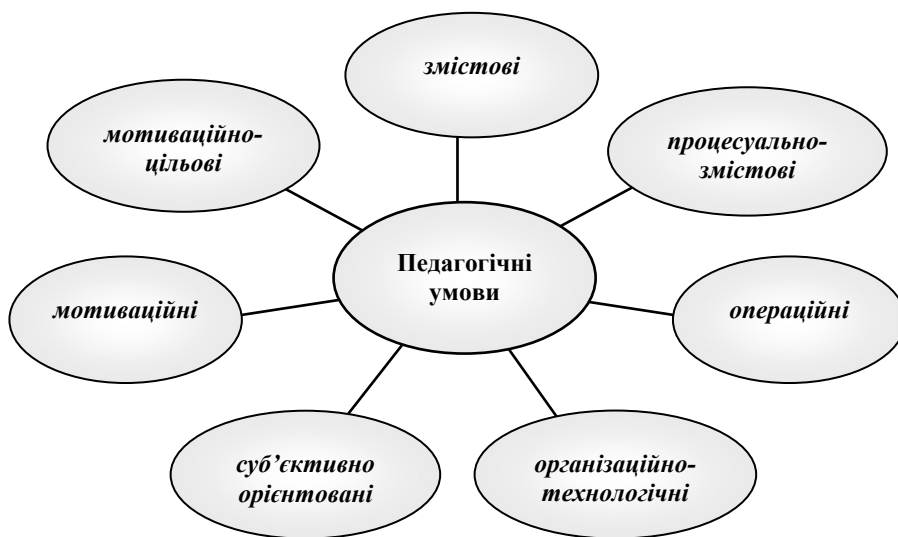 змістові
мотиваційно-
цільові
процесуально-
змістові
Педагогічні
умови
мотиваційні
операційні
суб’єктивно
орієнтовані
організаційно-
технологічні